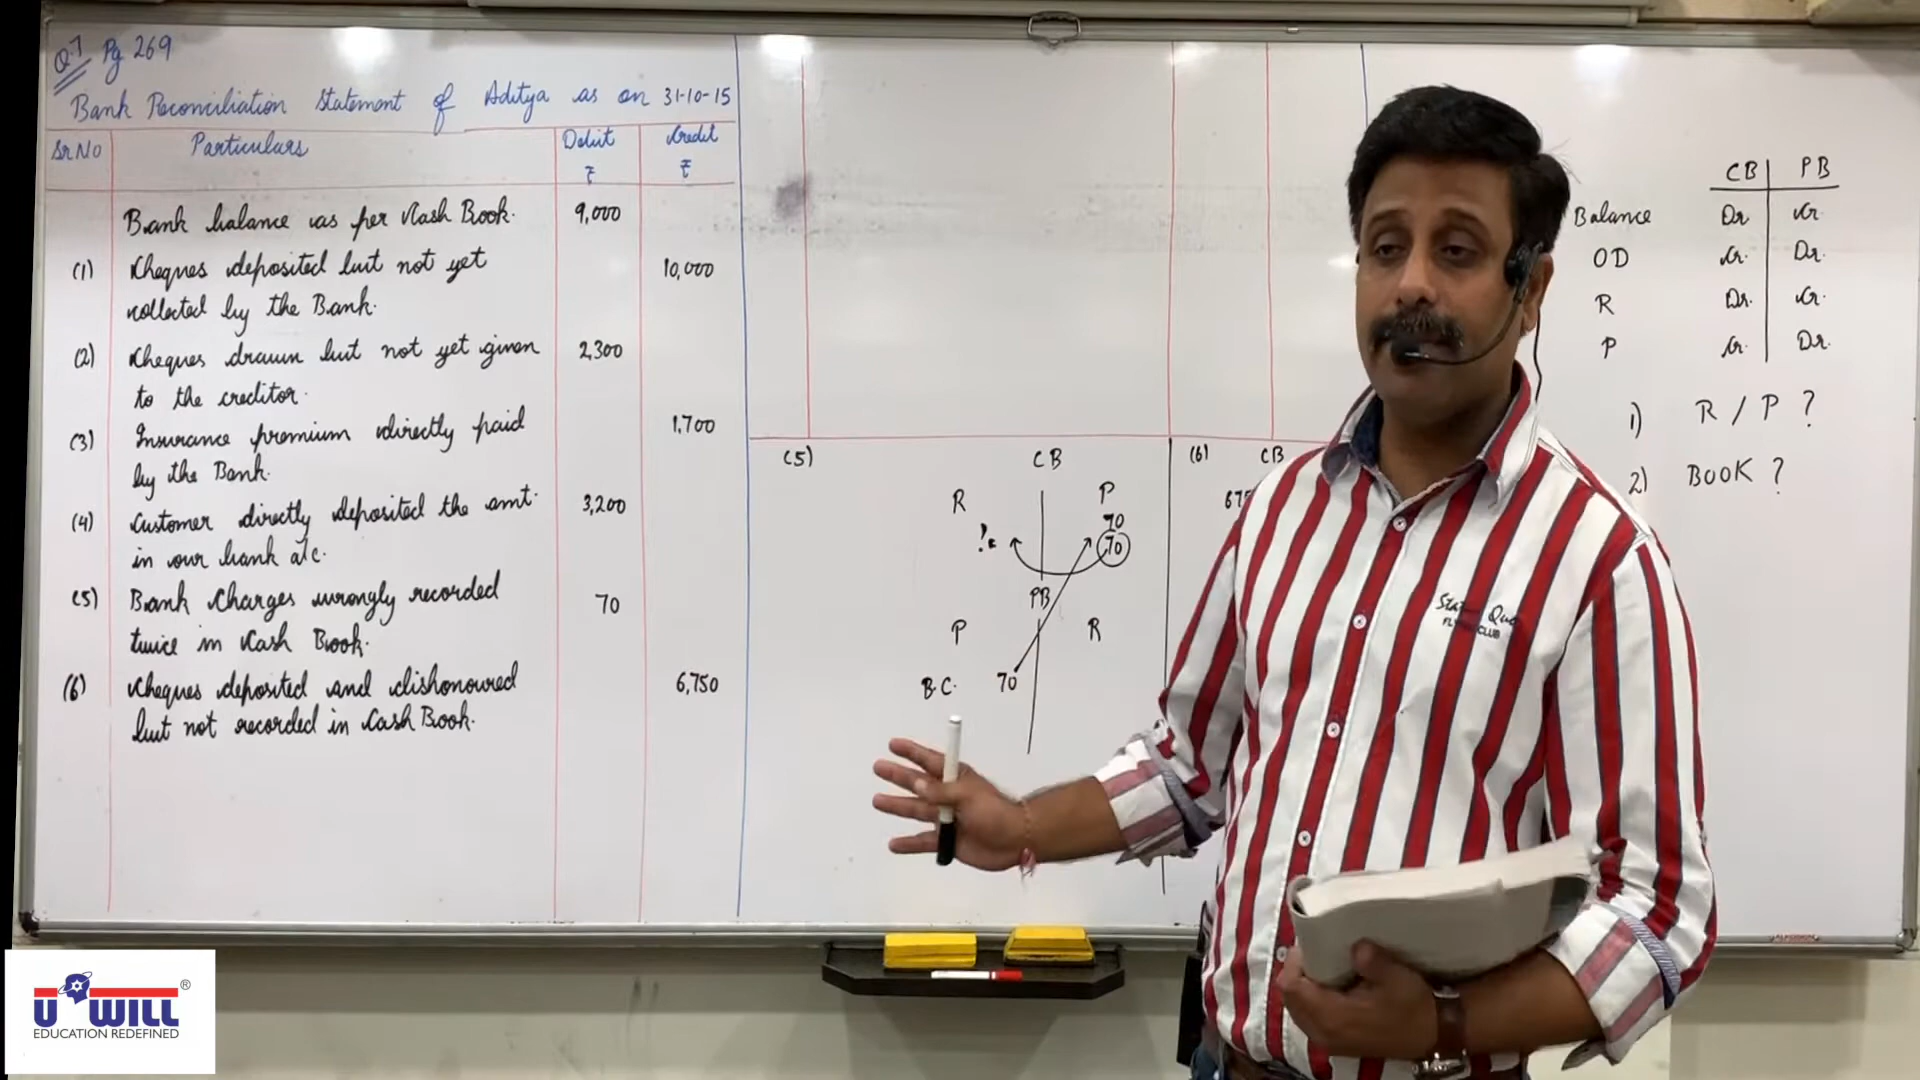 Q.7 Pg 269
Bank Reconciliation Statement of Aditya as on 31-10-15
Sr No Particulars Debit ₹ Credit ₹
Bank balance as per Cash Book. 9,000
(1) Cheques deposited but not yet 10,000
collected by the Bank.
(2) Cheques drawn but not yet given 2,300
to the creditor.
(3) Insurance premium directly paid 1,700
by the Bank.
(4) Customer directly deposited the amt. 3,200
in our bank a/c.
(5) Bank Charges wrongly recorded 70
twice in Cash Book.
(6) Cheques deposited and dishonoured 6,750
but not recorded in Cash Book.
(5) CB
R P
70
70
PB
P R
B.C. 70
(6) CB
CB PB
Balance Dr Cr.
OD Cr. Dr.
R Dr. Cr.
P Cr. Dr.
1) R / P ?
2) BOOK ?
Status Quo
CLUB
U WILL ®
EDUCATION REDEFINED